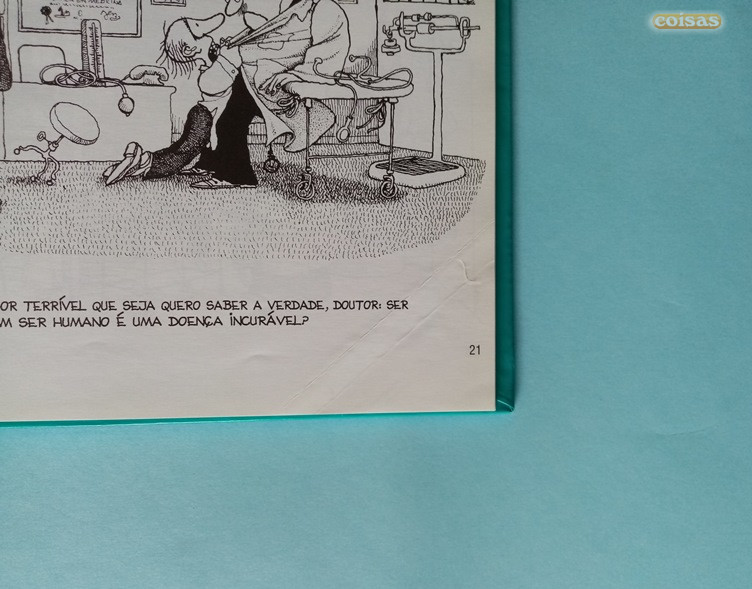 coisas
OR TERRÍVEL QUE SEJA QUERO SABER A VERDADE, DOUTOR: SER
M SER HUMANO É UMA DOENÇA INCURÁVEL?
21